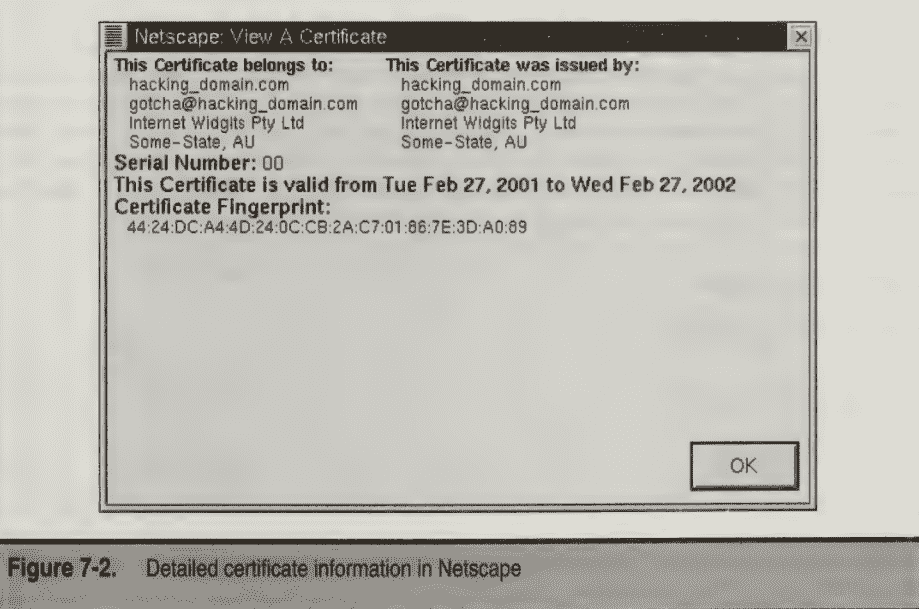 Netscape: View A Certificate
This Certificate belongs to:
hacking_domain.com
gotcha@hacking_domain.com
Internet Widgits Pty Ltd
Some-State, AU
This Certificate was issued by:
hacking_domain.com
gotcha@hacking_domain.com
Internet Widgits Pty Ltd
Some-State, AU
Serial Number: 00
This Certificate is valid from Tue Feb 27, 2001 to Wed Feb 27, 2002
Certificate Fingerprint:
44:24:DC:A4:4D:24:0C:CB:2A:C7:01:86:7E:3D:A0:89
OK
Figure 7-2. Detailed certificate information in Netscape